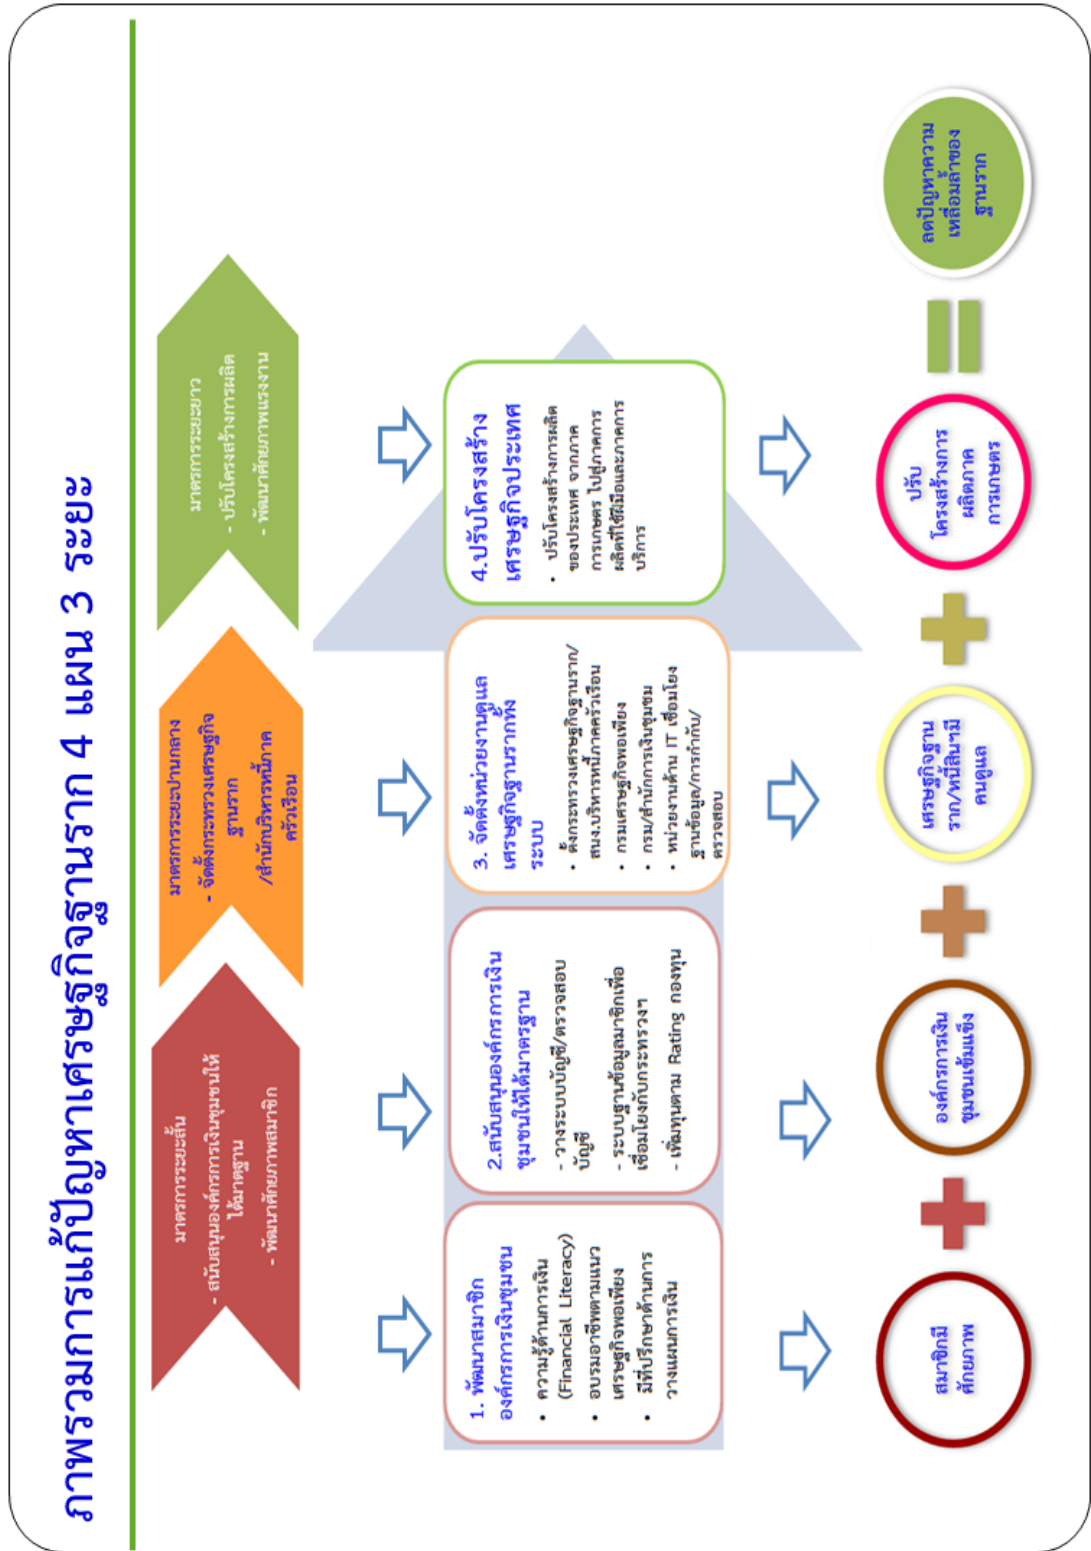 ภาพรวมการแก้ปัญหาเศรษฐกิจฐานราก 4 แผน 3 ระยะ
มาตรการระยะสั้น
- สนับสนุนองค์กรการเงินชุมชนให้
ได้มาตฐาน
- พัฒนาศักยภาพสมาชิก
มาตรการระยะปานกลาง
- จัดตั้งกระทรวงเศรษฐกิจ
ฐานราก
/สำนักบริหารหนี้ภาค
ครัวเรือน
มาตรการระยะยาว
- ปรับโครงสร้างการผลิต
- พัฒนาศักยภาพแรงงาน
1. พัฒนาสมาชิก
องค์กรการเงินชุมชน
• ความรู้ด้านการเงิน
(Financial Literacy)
• อบรมอาชีพตามแนว
เศรษฐกิจพอเพียง
• มีที่ปรึกษาด้านการ
วางแผนการเงิน
2.สนับสนุนองค์กรการเงิน
ชุมชนให้ได้มาตรฐาน
- วางระบบบัญชี/ตรวจสอบ
บัญชี
- ระบบฐานข้อมูลสมาชิกเพื่อ
เชื่อมโยงกับกระทรวงฯ
- เพิ่มทุนตาม Rating กองทุน
3. จัดตั้งหน่วยงานดูแล
เศรษฐกิจฐานรากทั้ง
ระบบ
• ตั้งกระทรวงเศรษฐกิจฐานราก/
สนง.บริหารหนี้ภาคครัวเรือน
• กรมเศรษฐกิจพอเพียง
• กรม/สำนักการเงินชุมชม
• หน่วยงานด้าน IT เชื่อมโยง
ฐานข้อมูล/การกำกับ/
ตรวจสอบ
4.ปรับโครงสร้าง
เศรษฐกิจประเทศ
• ปรับโครงสร้างการผลิต
ของประเทศ จากภาค
การเกษตร ไปสู่ภาคการ
ผลิตที่ใช้ฝีมือและภาคการ
บริการ
สมาชิกมี
ศักยภาพ
องค์กรการเงิน
ชุมชนเข้มแข็ง
เศรษฐกิจฐาน
ราก/หนี้สินฯมี
คนดูแล
ปรับ
โครงสร้างการ
ผลิตภาค
การเกษตร
ลดปัญหาความ
เหลื่อมล้ำของ
ฐานราก